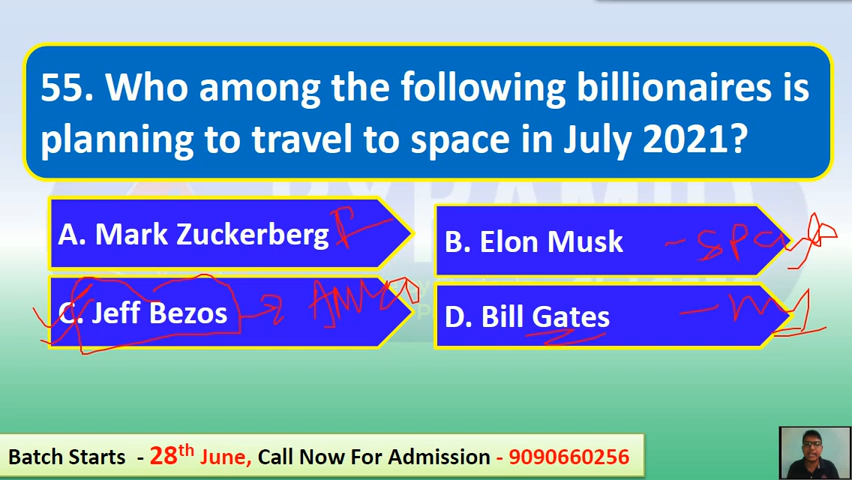 55. Who among the following billionaires is
planning to travel to space in July 2021?
A. Mark Zuckerberg
B. Elon Musk
C. Jeff Bezos
D. Bill Gates
Batch Starts - 28th June, Call Now For Admission - 9090660256